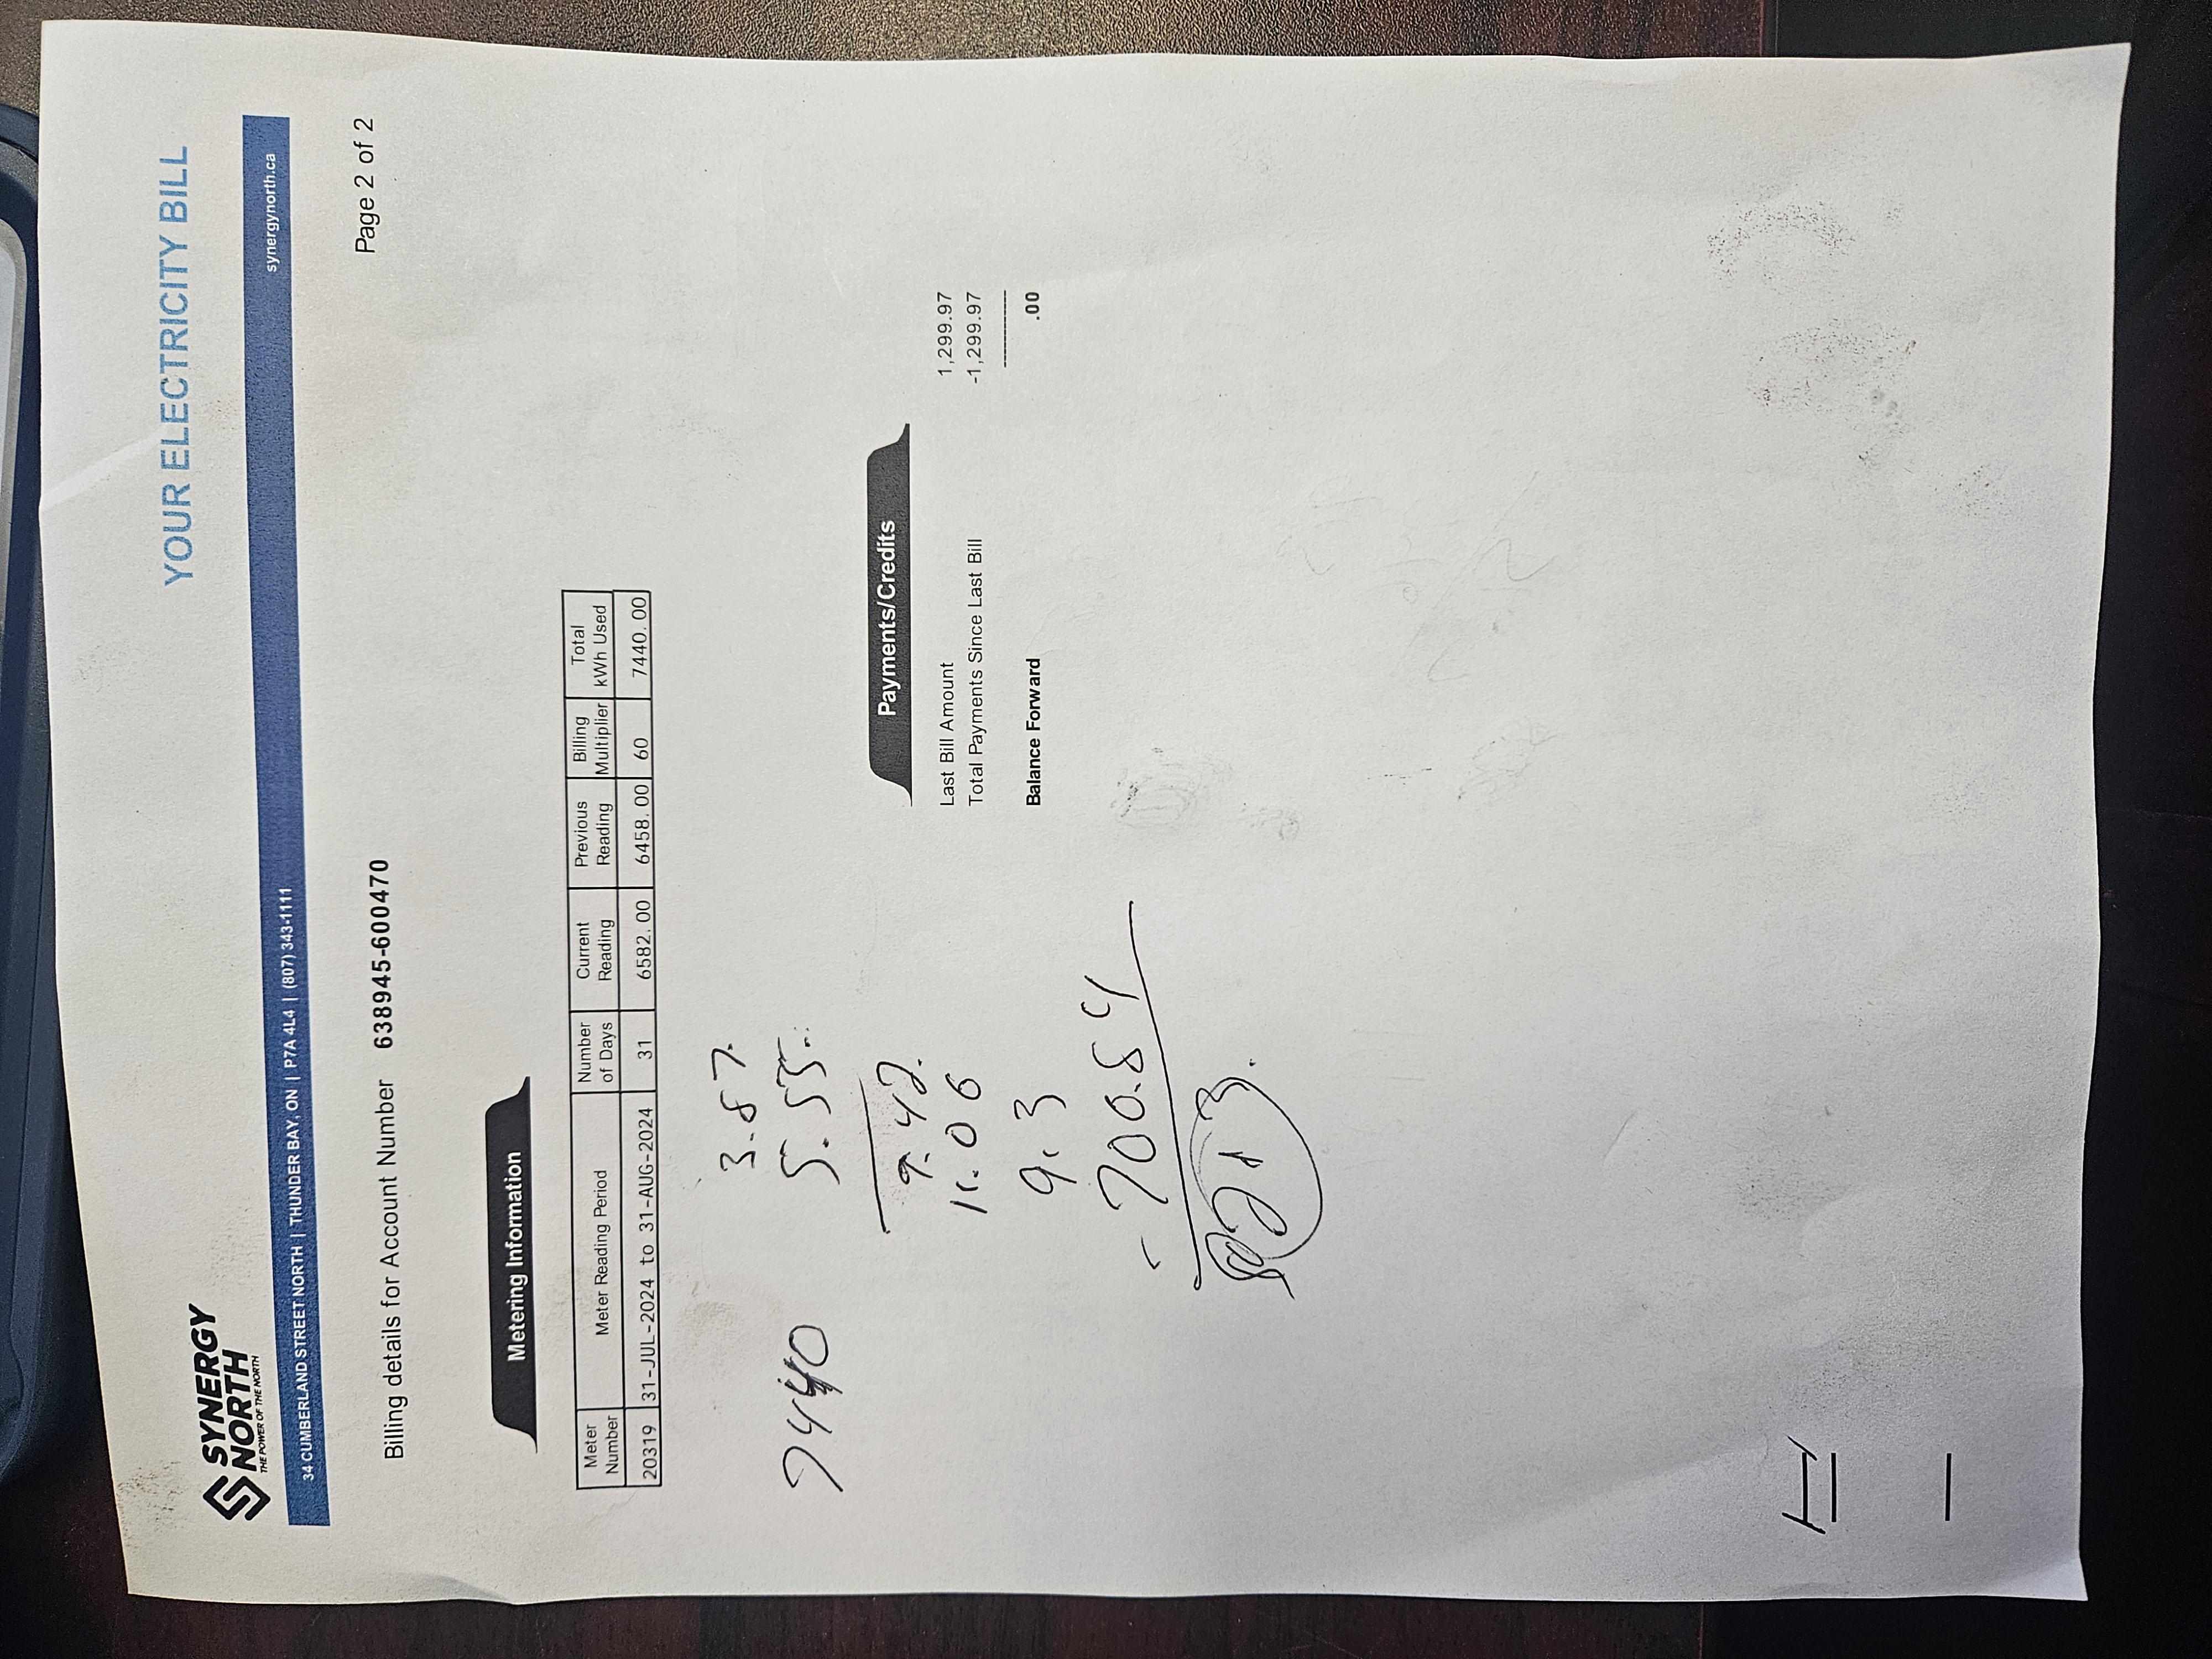 YOUR ELECTRICITY BILL
SYNERGY
NORTH
THE POWER OF THE NORTH
34 CUMBERLAND STREET NORTH | THUNDER BAY, ON | P7A 4L4 | (807) 343-1111
synergynorth.ca
Page 2 of 2
Billing details for Account Number 638945-600470
Metering Information
Meter Number Meter Reading Period Number of Days Current Reading Previous Reading Billing Multiplier Total kWh Used
20319 31-JUL-2024 to 31-AUG-2024 31 6582.00 6458.00 60 7440.00
3.87
7440
5.55
9.42
11.06
9.3
-700.84
Payments/Credits
Last Bill Amount 1,299.97
Total Payments Since Last Bill -1,299.97
Balance Forward .00